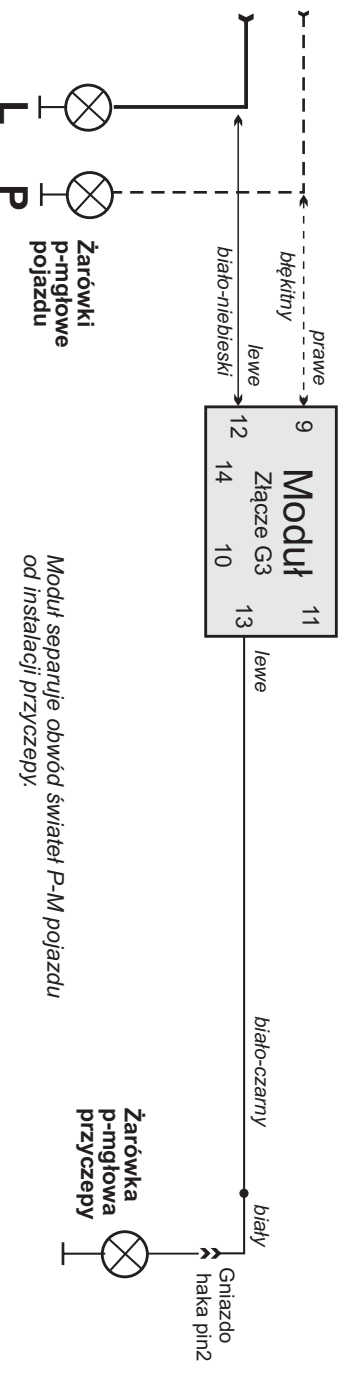 L
P
Żarówki
p-mgłowe
pojazdu
biało-niebieski
lewe
błękitny
prawe
9
11
Moduł
Złącze G3
12
14
10
13
lewe
biało-czarny
biały
Gniazdo
haka pin2
Żarówka
p-mgłowa
przyczepy
Moduł separuje obwód świateł P-M pojazdu
od instalacji przyczepy.